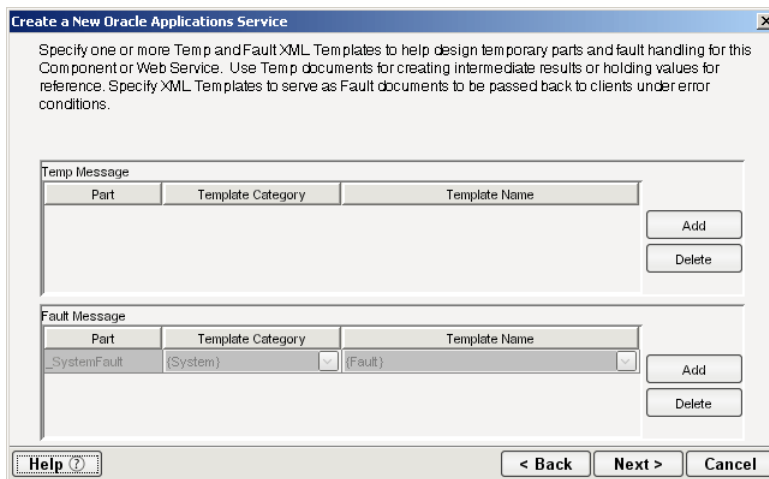 Create a New Oracle Applications Service
Specify one or more Temp and Fault XML Templates to help design temporary parts and fault handling for this
Component or Web Service. Use Temp documents for creating intermediate results or holding values for
reference. Specify XML Templates to serve as Fault documents to be passed back to clients under error
conditions.
Temp Message
Part Template Category Template Name
Add
Delete
Fault Message
Part Template Category Template Name
_SystemFault {System} {Fault}
Add
Delete
Help ? < Back Next > Cancel